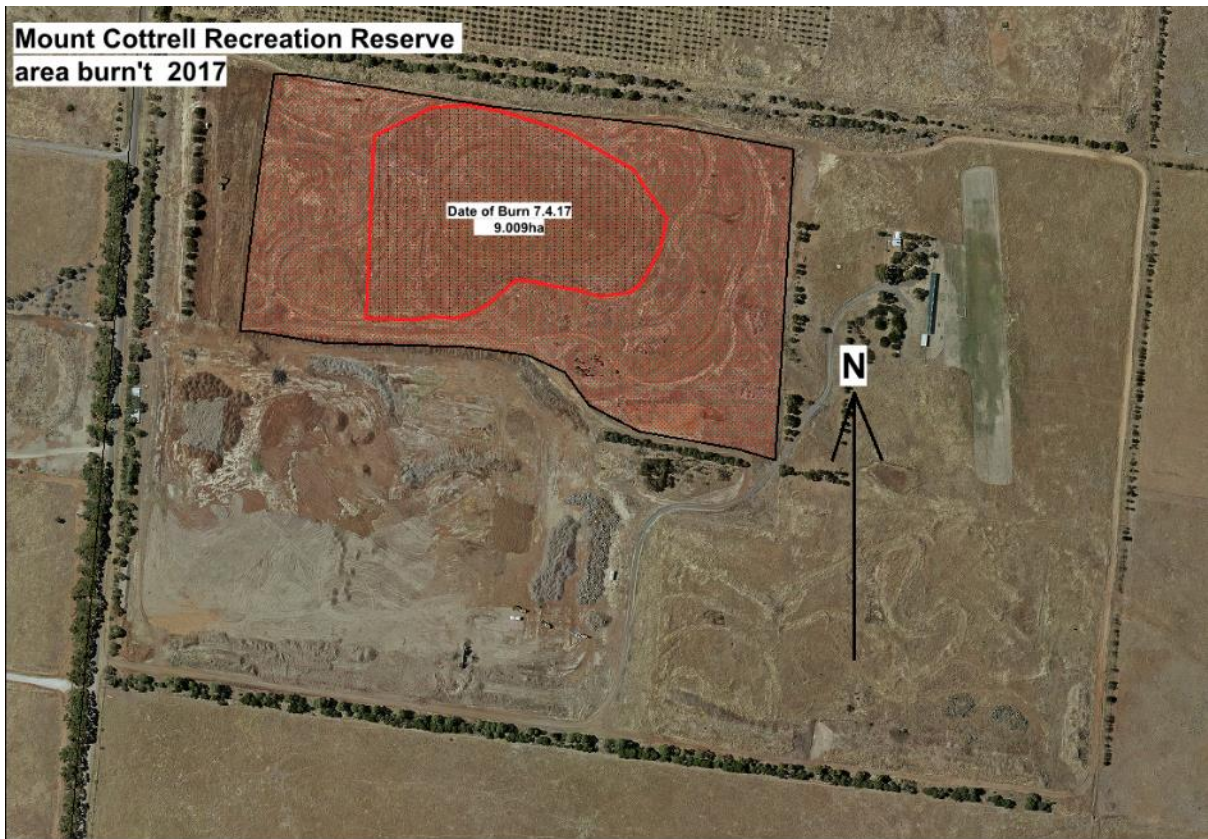 Mount Cottrell Recreation Reserve
area burn't 2017
Date of Burn 7.4.17
9.009ha
N